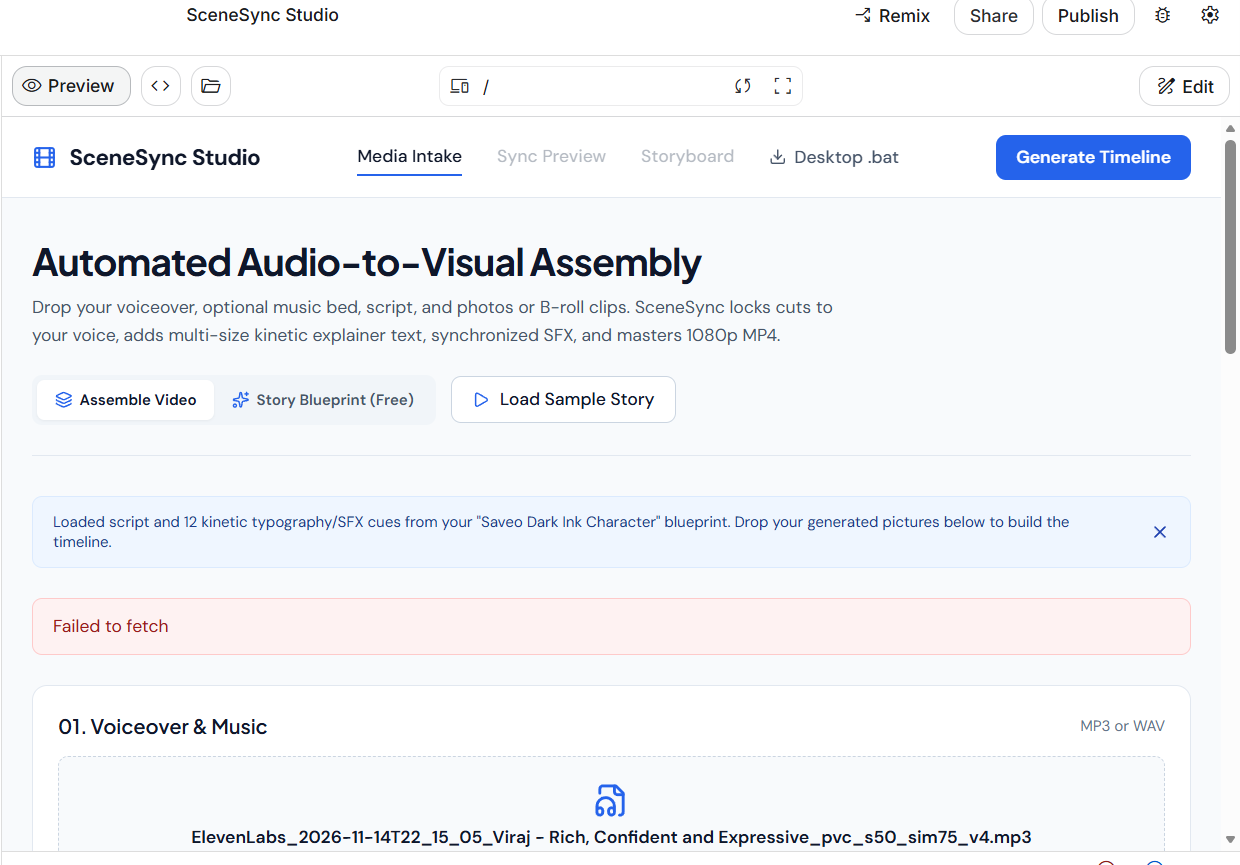 SceneSync Studio
Remix
Share
Publish
Preview
/
Edit
SceneSync Studio
Media Intake
Sync Preview
Storyboard
Desktop .bat
Generate Timeline
Automated Audio-to-Visual Assembly
Drop your voiceover, optional music bed, script, and photos or B-roll clips. SceneSync locks cuts to
your voice, adds multi-size kinetic explainer text, synchronized SFX, and masters 1080p MP4.
Assemble Video
Story Blueprint (Free)
Load Sample Story
Loaded script and 12 kinetic typography/SFX cues from your "Saveo Dark Ink Character" blueprint. Drop your generated pictures below to build the
timeline.
Failed to fetch
01. Voiceover & Music
MP3 or WAV
ElevenLabs_2026-11-14T22_15_05_Viraj - Rich, Confident and Expressive_pvc_s50_sim75_v4.mp3